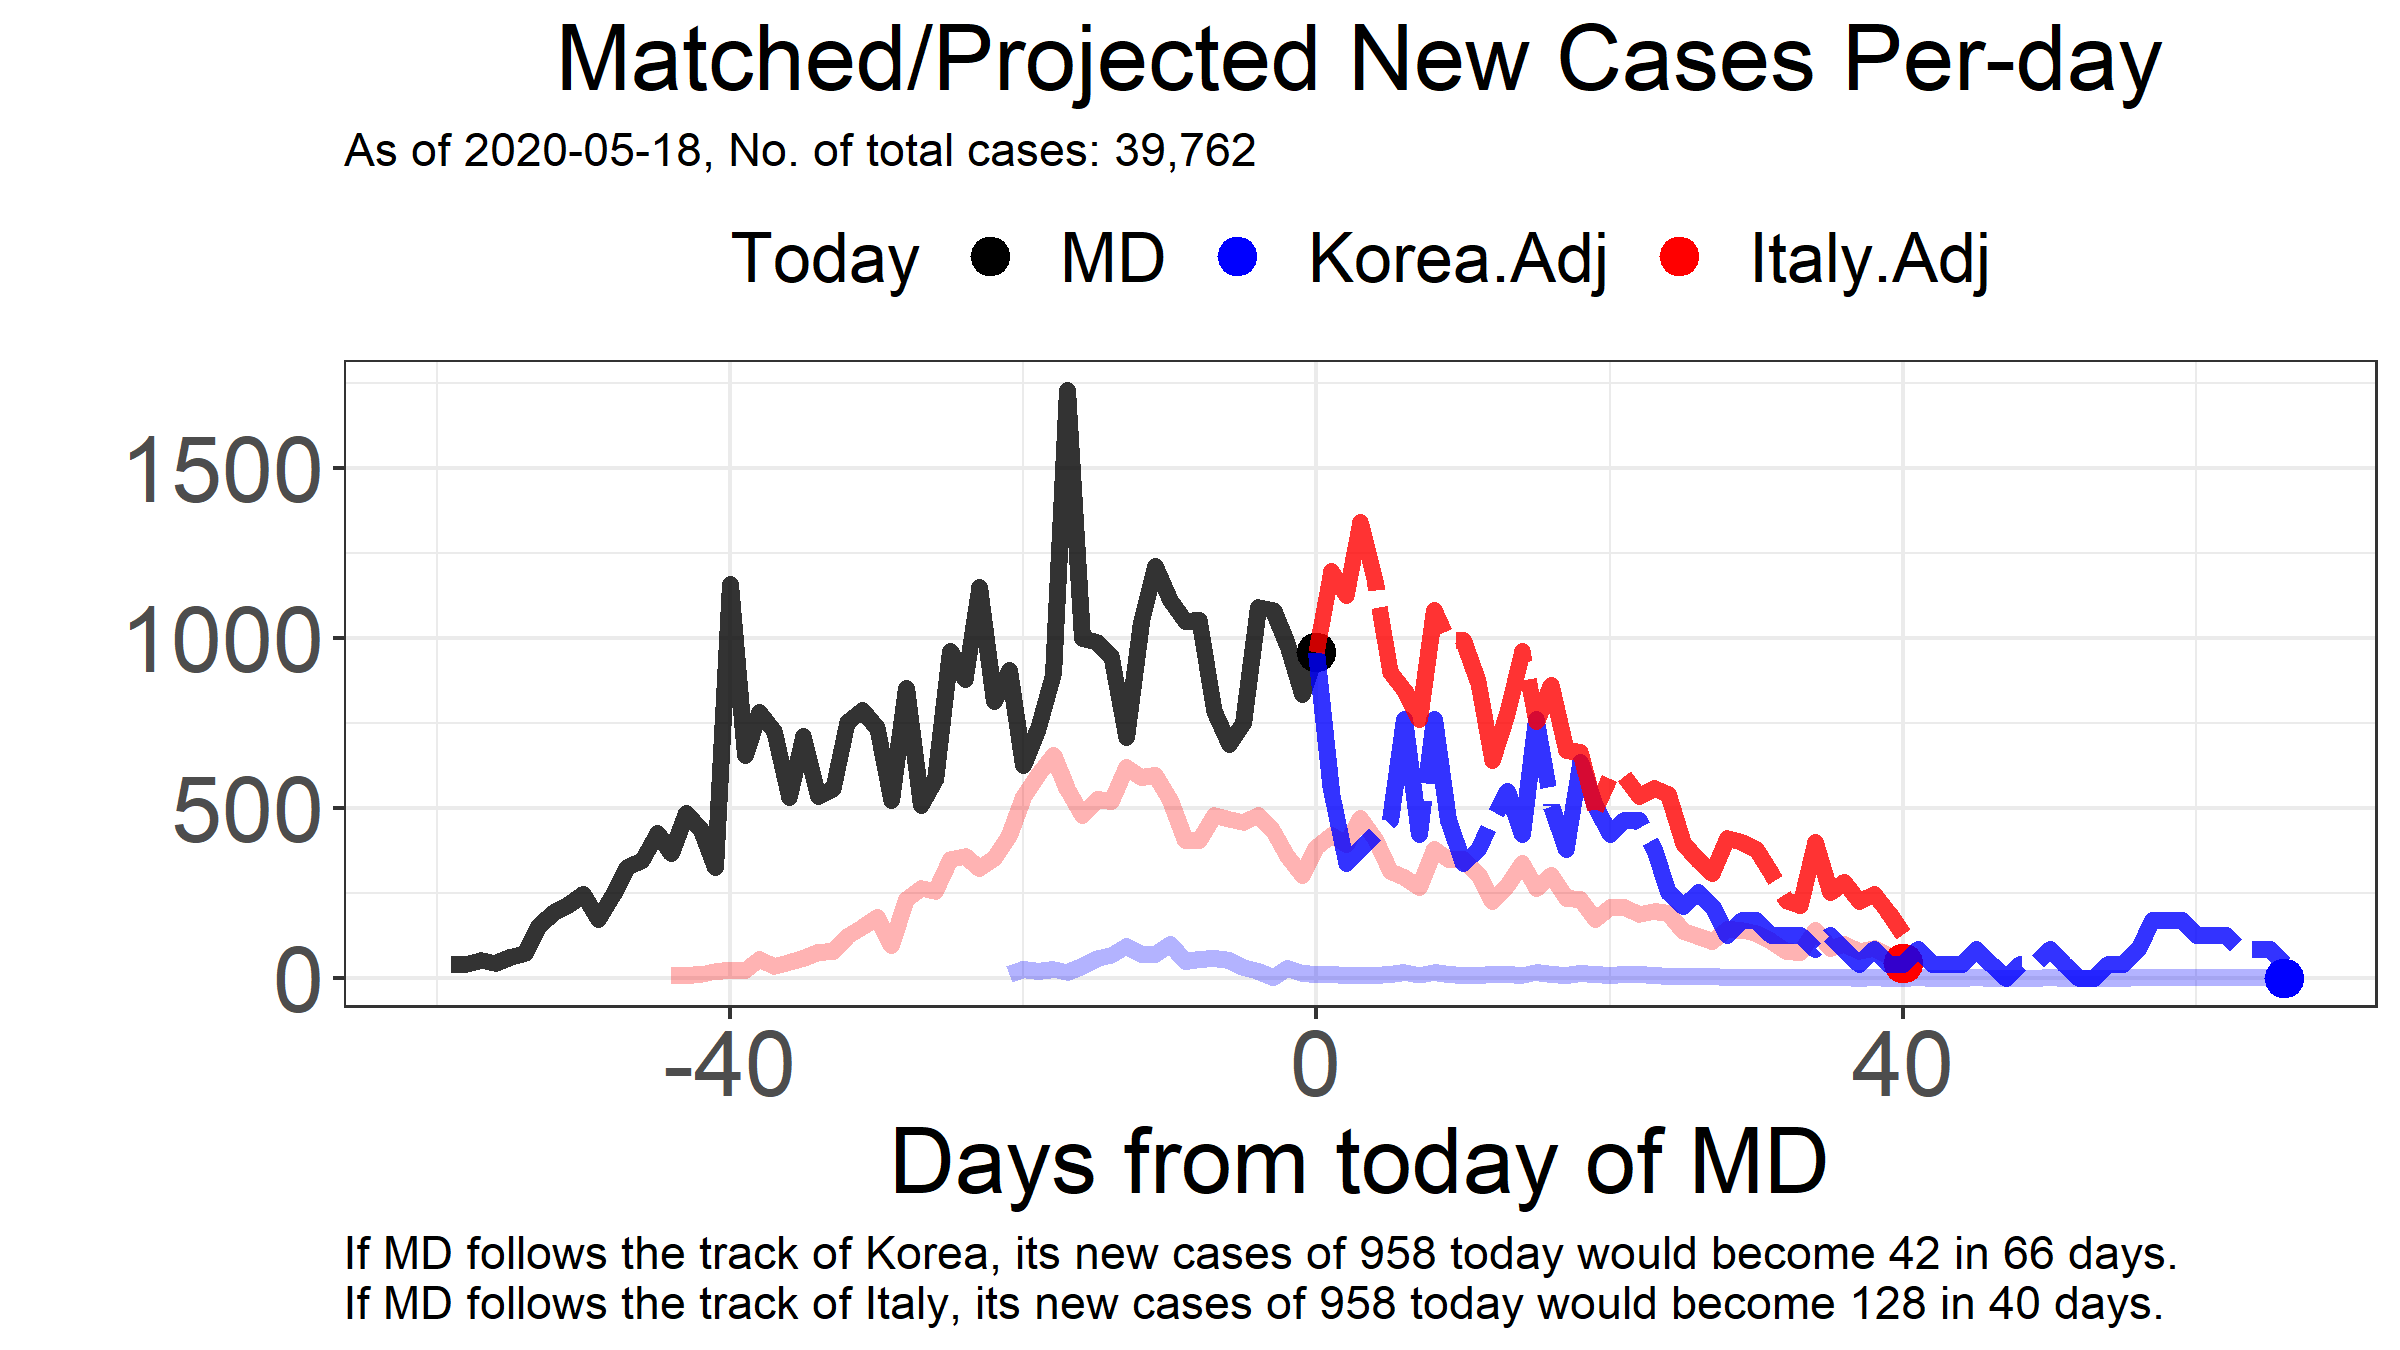 Matched/Projected New Cases Per-day
As of 2020-05-18, No. of total cases: 39,762
Today MD Korea.Adj Italy.Adj
1500
1000
500
0
-40 0 40
Days from today of MD
If MD follows the track of Korea, its new cases of 958 today would become 42 in 66 days.
If MD follows the track of Italy, its new cases of 958 today would become 128 in 40 days.